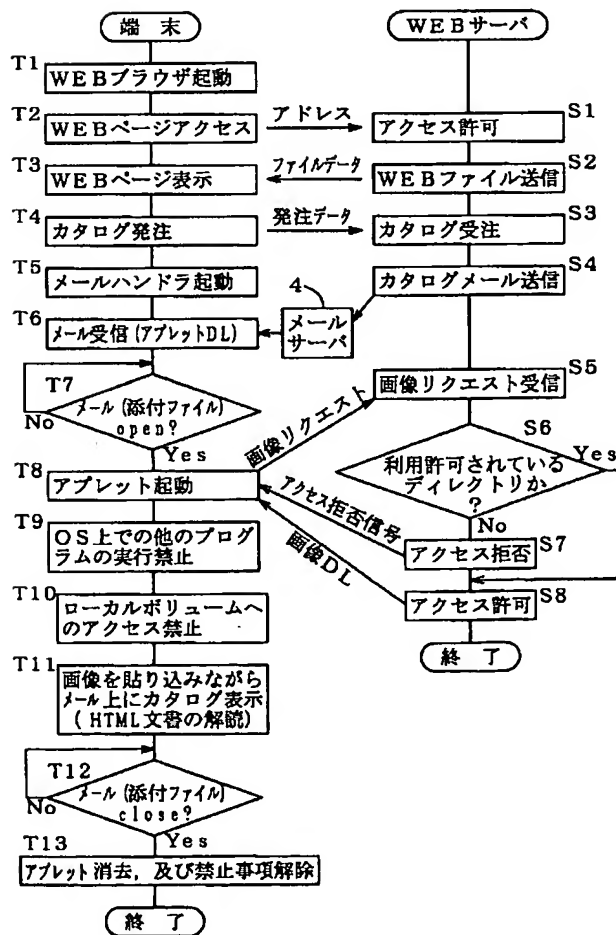 端末
T1
WEBブラウザ起動
T2
WEBページアクセス
T3
WEBページ表示
T4
カタログ発注
T5
メールハンドラ起動
T6
メール受信(アプレットDL)
T7
メール(添付ファイル)
open?
No
Yes
T8
アプレット起動
T9
OS上での他のプログ
ラムの実行禁止
T10
ローカルボリュームへ
のアクセス禁止
T11
画像を貼り込みながら
メール上にカタログ表示
(HTML文書の解読)
T12
メール(添付ファイル)
close?
No
Yes
T13
アプレット消去,及び禁止事項解除
終了
アドレス
ファイルデータ
発注データ
4
メール
サーバ
画像リクエスト
アクセス拒否信号
画像DL
WEBサーバ
S1
アクセス許可
S2
WEBファイル送信
S3
カタログ受注
S4
カタログメール送信
S5
画像リクエスト受信
S6
利用許可されている
ディレクトリか
?
Yes
No
S7
アクセス拒否
S8
アクセス許可
終了